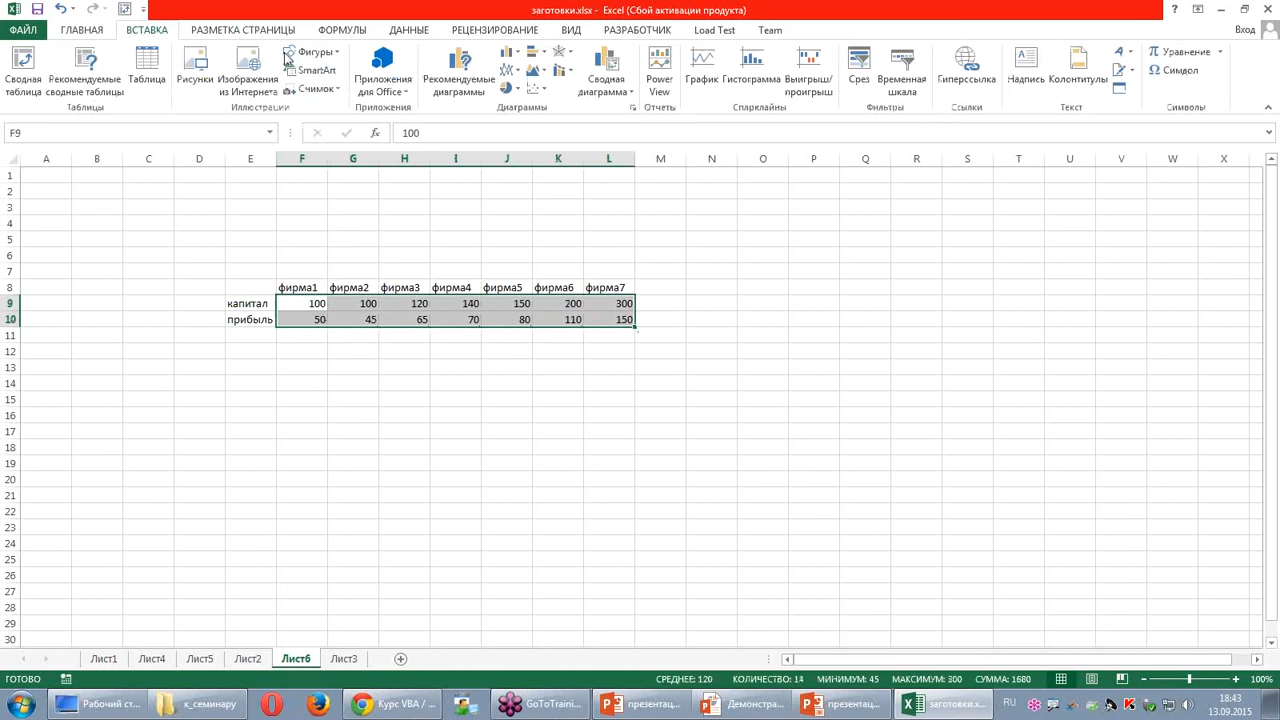 заготовки.xlsx - Excel (Сбой активации продукта)
ФАЙЛ ГЛАВНАЯ ВСТАВКА РАЗМЕТКА СТРАНИЦЫ ФОРМУЛЫ ДАННЫЕ РЕЦЕНЗИРОВАНИЕ ВИД РАЗРАБОТЧИК Load Test Team Вход
Сводная таблица
Рекомендуемые сводные таблицы
Таблица
Таблицы
Рисунки
Изображения из Интернета
Фигуры
SmartArt
Снимок
Иллюстрации
Приложения для Office
Приложения
Рекомендуемые диаграммы
Сводная диаграмма
Диаграммы
Power View
Отчеты
График
Гистограмма
Выигрыш/проигрыш
Спарклайны
Срез
Временная шкала
Фильтры
Гиперссылка
Ссылки
Надпись
Колонтитулы
Текст
Уравнение
Символ
Символы
F9 fx 100
A B C D E F G H I J K L M N O P Q R S T U V W X
1
2
3
4
5
6
7
8 фирма1 фирма2 фирма3 фирма4 фирма5 фирма6 фирма7
9 капитал 100 100 120 140 150 200 300
10 прибыль 50 45 65 70 80 110 150
11
12
13
14
15
16
17
18
19
20
21
22
23
24
25
26
27
28
29
30
Лист1 Лист4 Лист5 Лист2 Лист6 Лист3
ГОТОВО СРЕДНЕЕ: 120 КОЛИЧЕСТВО: 14 МИНИМУМ: 45 МАКСИМУМ: 300 СУММА: 1680 100%
Рабочий ст... к_семинару Курс VBA / ... GoToTraini... презентац... Демонстра... презентац... заготовки.x... RU 18:43
13.09.2015